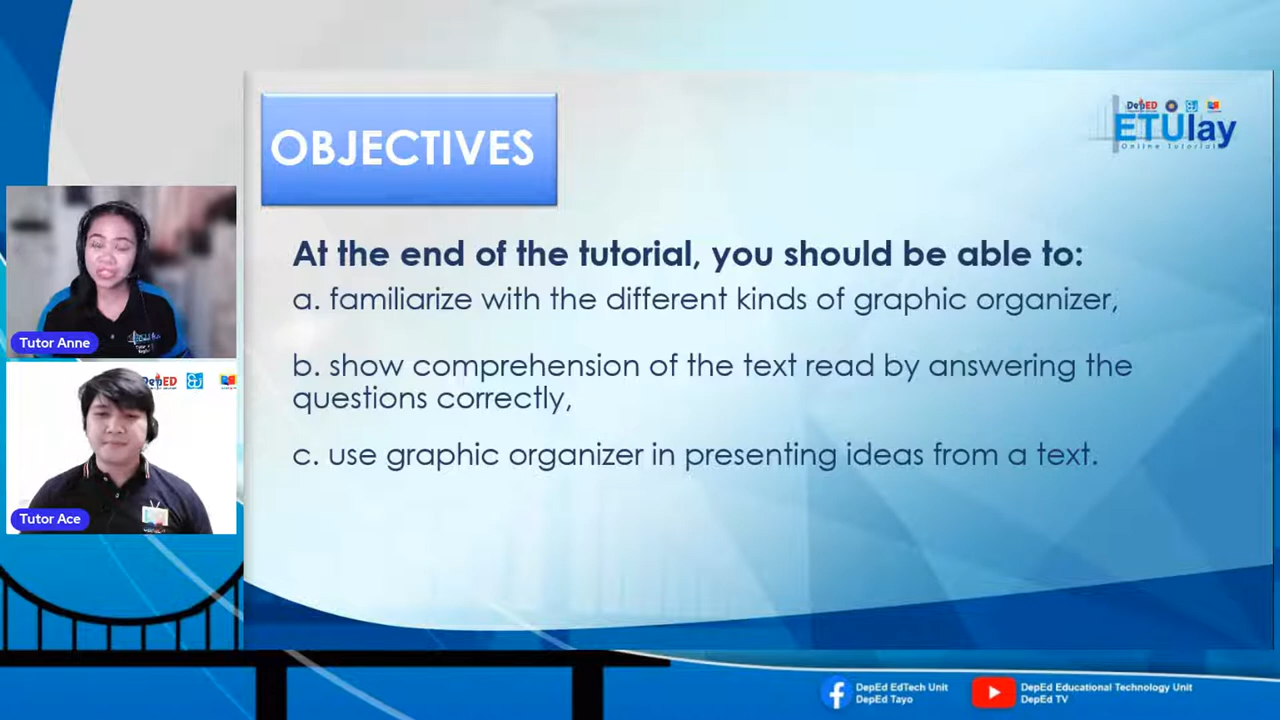 OBJECTIVES
DepED
ETUlay
Online Tutorial
At the end of the tutorial, you should be able to:
a. familiarize with the different kinds of graphic organizer,
b. show comprehension of the text read by answering the
questions correctly,
c. use graphic organizer in presenting ideas from a text.
Tutor Anne
DepED
Tutor Ace
DepEd EdTech Unit
DepEd Tayo
DepEd Educational Technology Unit
DepEd TV